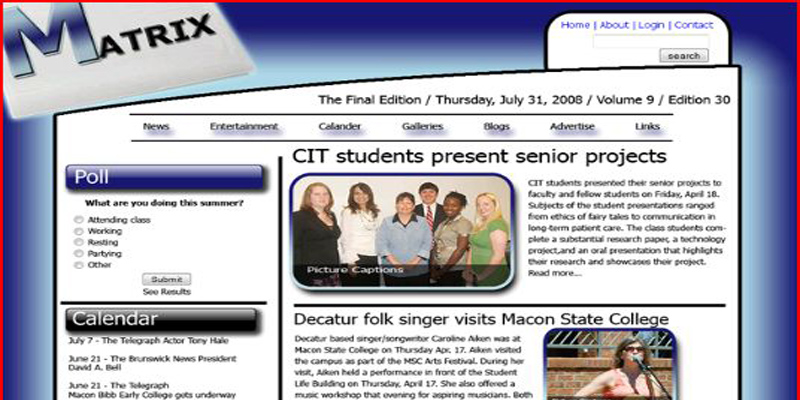 MATRIX
Home | About | Login | Contact
search
The Final Edition / Thursday, July 31, 2008 / Volume 9 / Edition 30
News Entertainment Calander Galleries Blogs Advertise Links
Poll
What are you doing this summer?
Attending class
Working
Resting
Partying
Other
Submit
See Results
Calendar
July 7 - The Telegraph Actor Tony Hale
June 21 - The Brunswick News President
David A. Bell
June 21 - The Telegraph
Macon Bibb Early College gets underway
CIT students present senior projects
Picture Captions
CIT students presented their senior projects to
faculty and fellow students on Friday, April 18.
Subjects of the student presentations ranged
from ethics of fairy tales to communication in
long-term patient care. The class students com-
plete a substantial research paper, a technology
project,and an oral presentation that highlights
their research and showcases their project.
Read more...
Decatur folk singer visits Macon State College
Decatur based singer/songwriter Caroline Aiken was at
Macon State College on Thursday Apr. 17. Aiken visited
the campus as part of the MSC Arts Festival. During her
visit, Aiken held a performance in front of the Student
Life Building on Thursday, April 17. She also offered a
music workshop that evening for aspiring musicians. Both